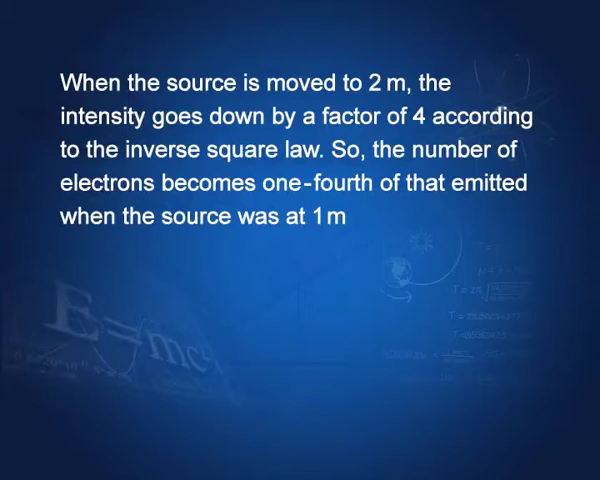 When the source is moved to 2 m, the
intensity goes down by a factor of 4 according
to the inverse square law. So, the number of
electrons becomes one-fourth of that emitted
when the source was at 1 m
E=mc²